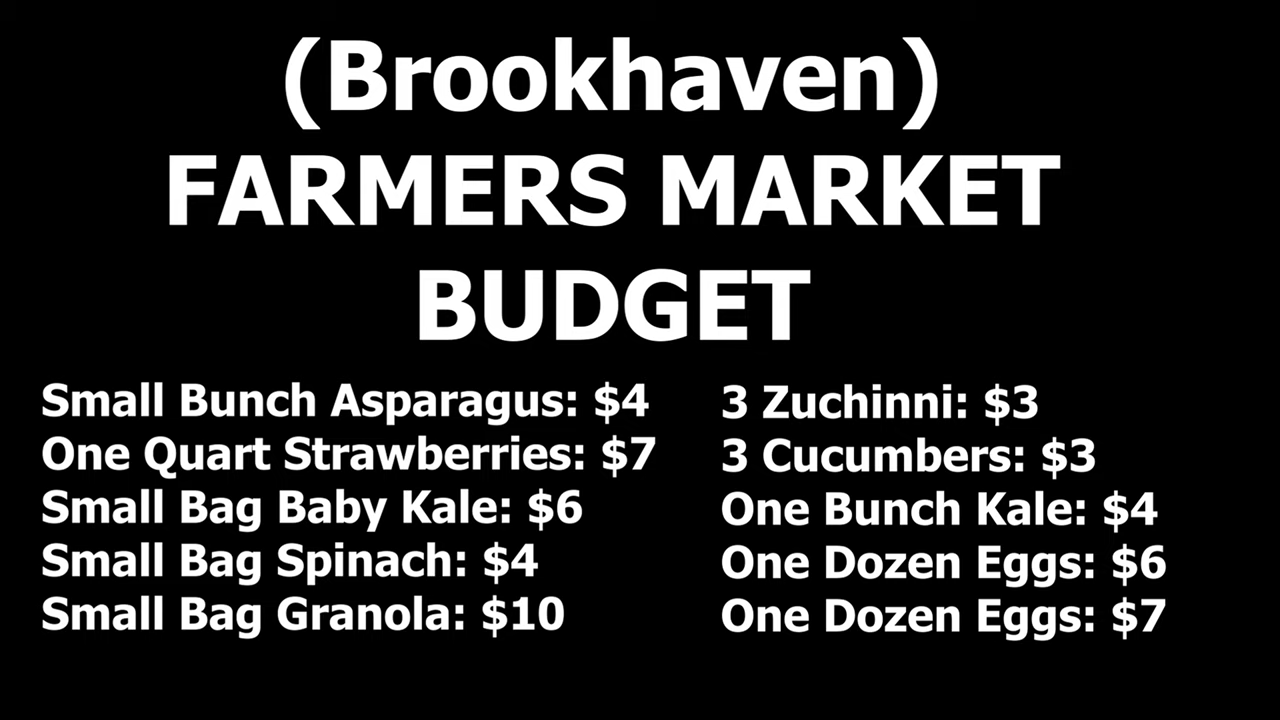 (Brookhaven)
FARMERS MARKET
BUDGET
Small Bunch Asparagus: $4
One Quart Strawberries: $7
Small Bag Baby Kale: $6
Small Bag Spinach: $4
Small Bag Granola: $10
3 Zuchinni: $3
3 Cucumbers: $3
One Bunch Kale: $4
One Dozen Eggs: $6
One Dozen Eggs: $7